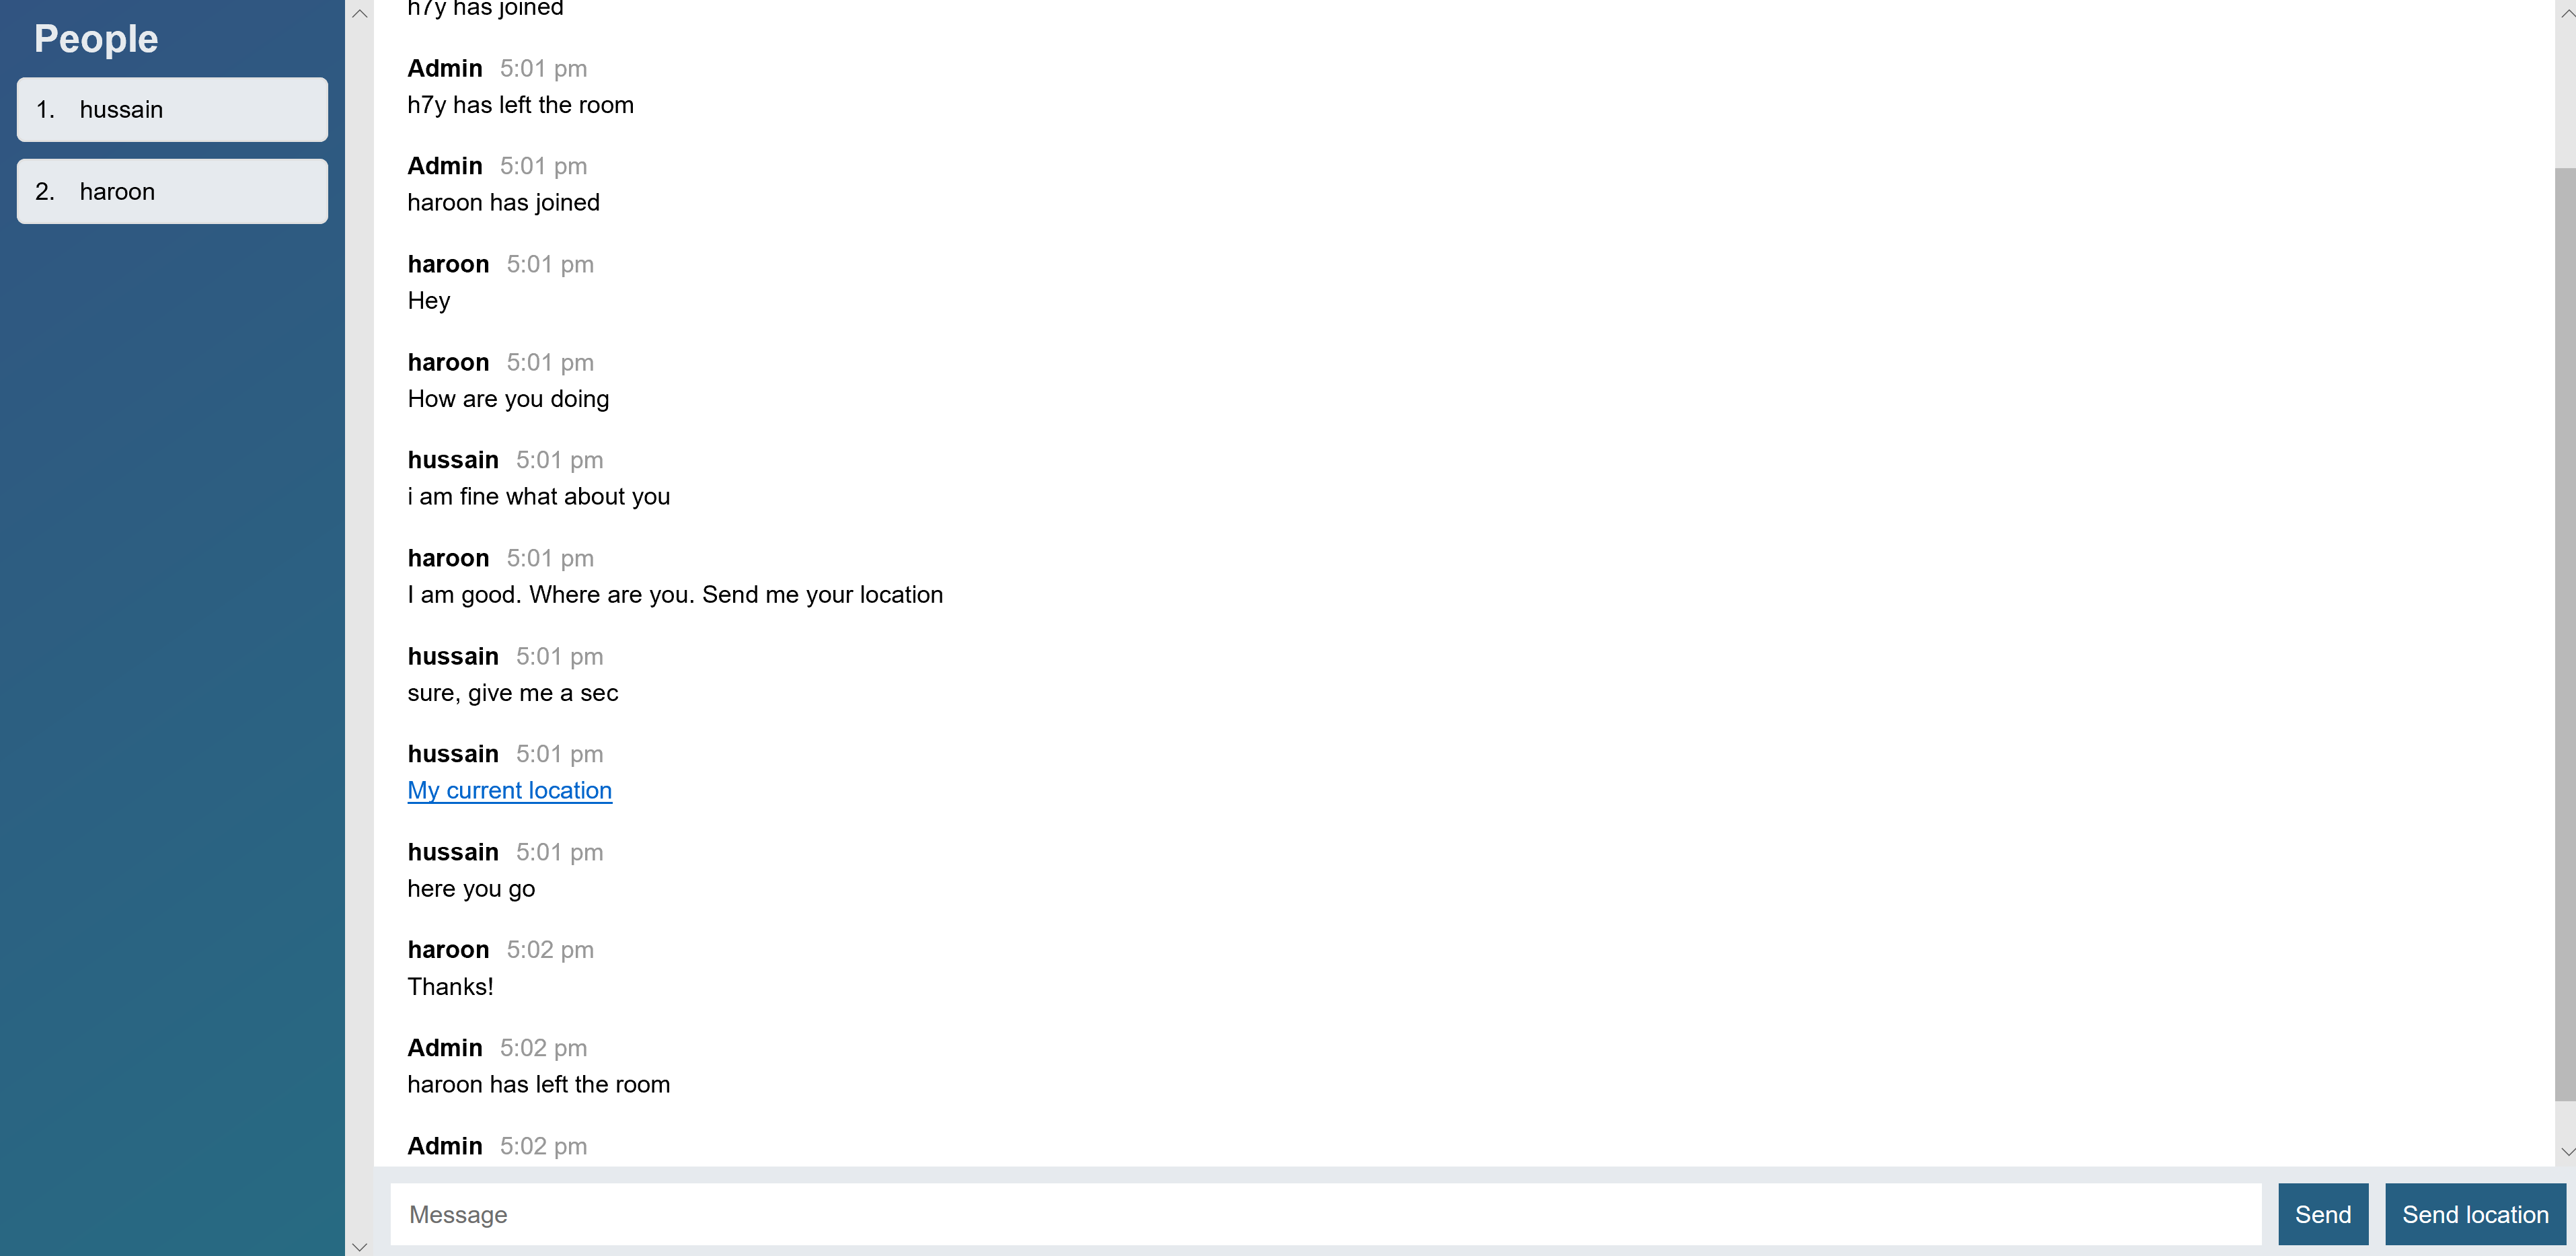 People
1. hussain
2. haroon
h7y has joined
Admin 5:01 pm
h7y has left the room
Admin 5:01 pm
haroon has joined
haroon 5:01 pm
Hey
haroon 5:01 pm
How are you doing
hussain 5:01 pm
i am fine what about you
haroon 5:01 pm
I am good. Where are you. Send me your location
hussain 5:01 pm
sure, give me a sec
hussain 5:01 pm
My current location
hussain 5:01 pm
here you go
haroon 5:02 pm
Thanks!
Admin 5:02 pm
haroon has left the room
Admin 5:02 pm
Message
Send
Send location